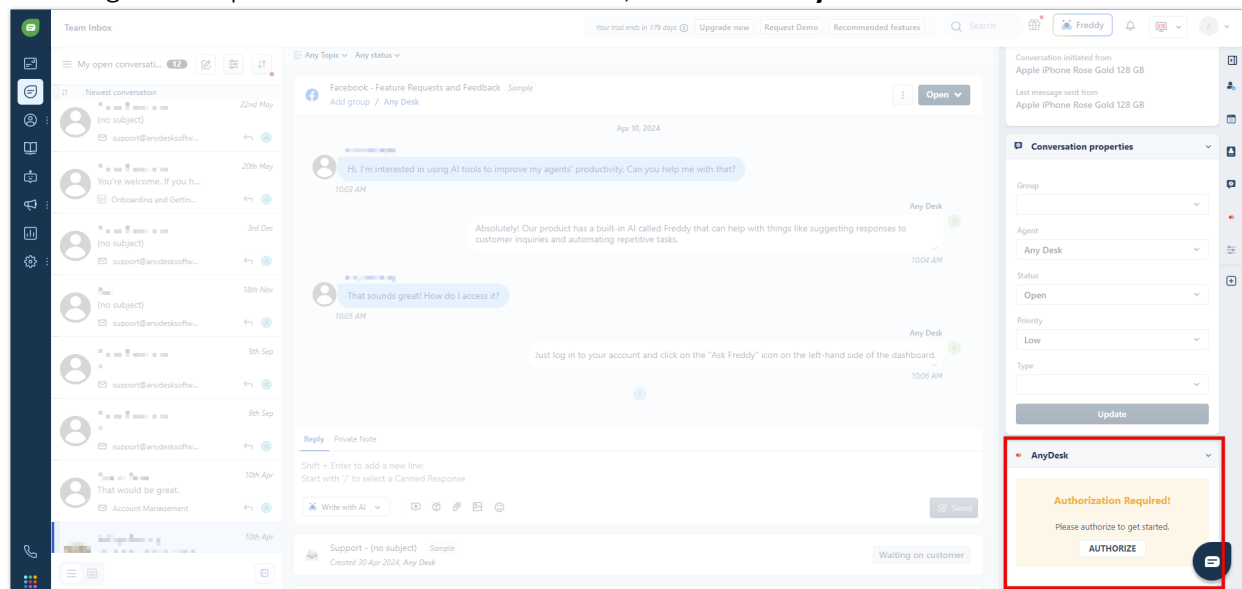 Team Inbox
Your trial ends in 179 days
Upgrade now
Request Demo
Recommended features
Search
Freddy
My open conversati... 12
Newest conversation
22nd May
(no subject)
support@anydesksoftw...
20th May
You're welcome. If you h...
Onboarding and Gettin...
3rd Dec
(no subject)
support@anydesksoftw...
18th Nov
(no subject)
support@anydesksoftw...
9th Sep
support@anydesksoftw...
9th Sep
support@anydesksoftw...
10th Apr
That would be great.
Account Management
10th Apr
Any Topic
Any status
Facebook - Feature Requests and Feedback Sample
Add group / Any Desk
Open
Apr 10, 2024
Hi, I'm interested in using AI tools to improve my agents' productivity. Can you help me with that?
10:03 AM
Any Desk
Absolutely! Our product has a built-in AI called Freddy that can help with things like suggesting responses to
customer inquiries and automating repetitive tasks.
10:04 AM
That sounds great! How do I access it?
10:05 AM
Any Desk
Just log in to your account and click on the "Ask Freddy" icon on the left-hand side of the dashboard.
10:06 AM
Reply
Private Note
Shift + Enter to add a new line;
Start with '/' to select a Canned Response
Write with AI
Send
Support - (no subject) Sample
Created 30 Apr 2024, Any Desk
Waiting on customer
Conversation initiated from
Apple iPhone Rose Gold 128 GB
Last message sent from
Apple iPhone Rose Gold 128 GB
Conversation properties
Group
Agent
Any Desk
Status
Open
Priority
Low
Type
Update
AnyDesk
Authorization Required!
Please authorize to get started.
AUTHORIZE